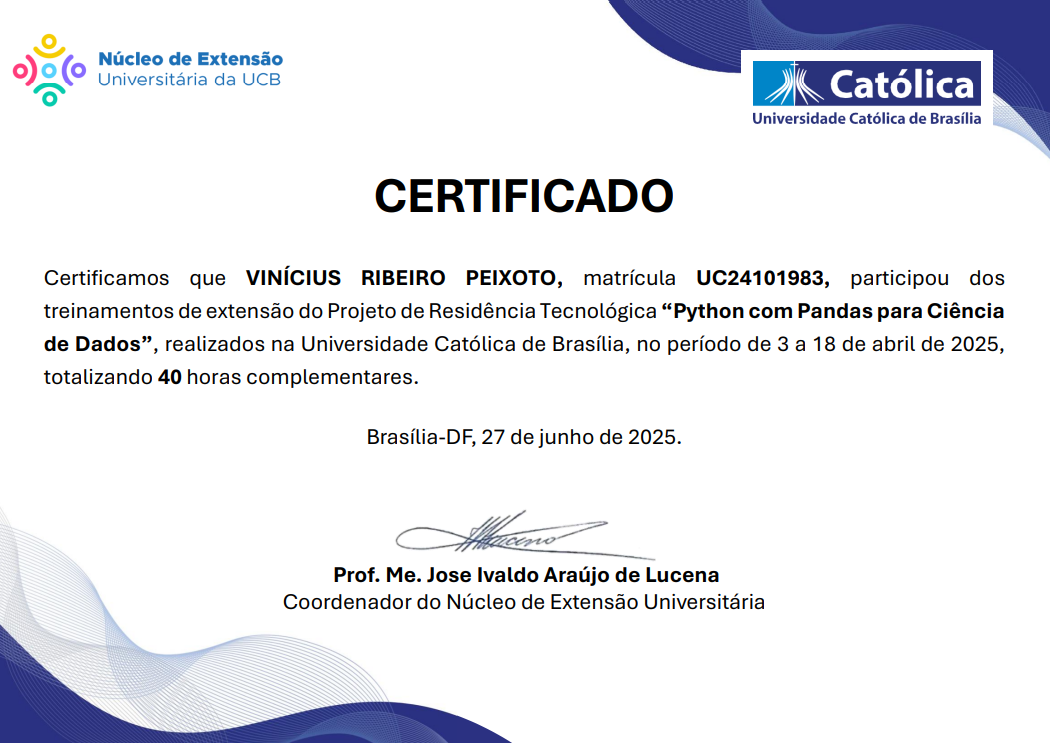 Núcleo de Extensão
Universitária da UCB
Católica
Universidade Católica de Brasília
CERTIFICADO
Certificamos que VINÍCIUS RIBEIRO PEIXOTO, matrícula UC24101983, participou dos
treinamentos de extensão do Projeto de Residência Tecnológica “Python com Pandas para Ciência
de Dados”, realizados na Universidade Católica de Brasília, no período de 3 a 18 de abril de 2025,
totalizando 40 horas complementares.
Brasília-DF, 27 de junho de 2025.
Prof. Me. Jose Ivaldo Araújo de Lucena
Coordenador do Núcleo de Extensão Universitária